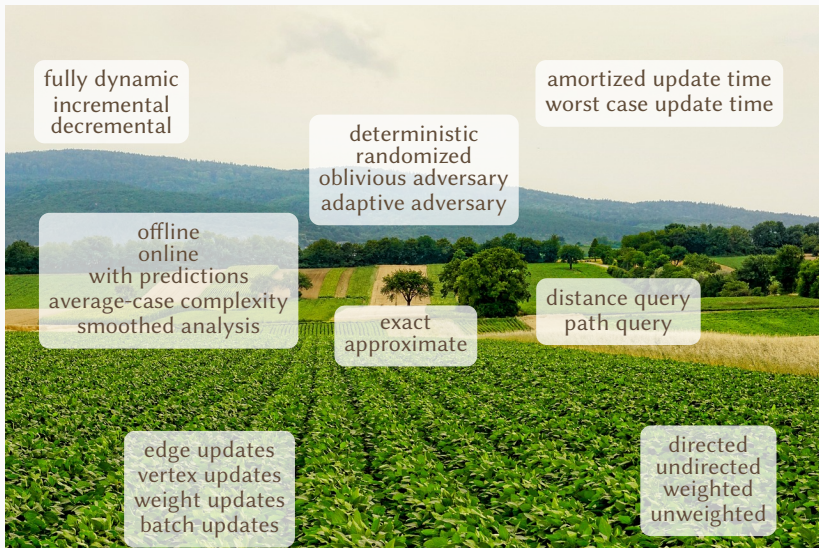 fully dynamic
incremental
decremental
amortized update time
worst case update time
deterministic
randomized
oblivious adversary
adaptive adversary
offline
online
with predictions
average-case complexity
smoothed analysis
distance query
path query
exact
approximate
edge updates
vertex updates
weight updates
batch updates
directed
undirected
weighted
unweighted